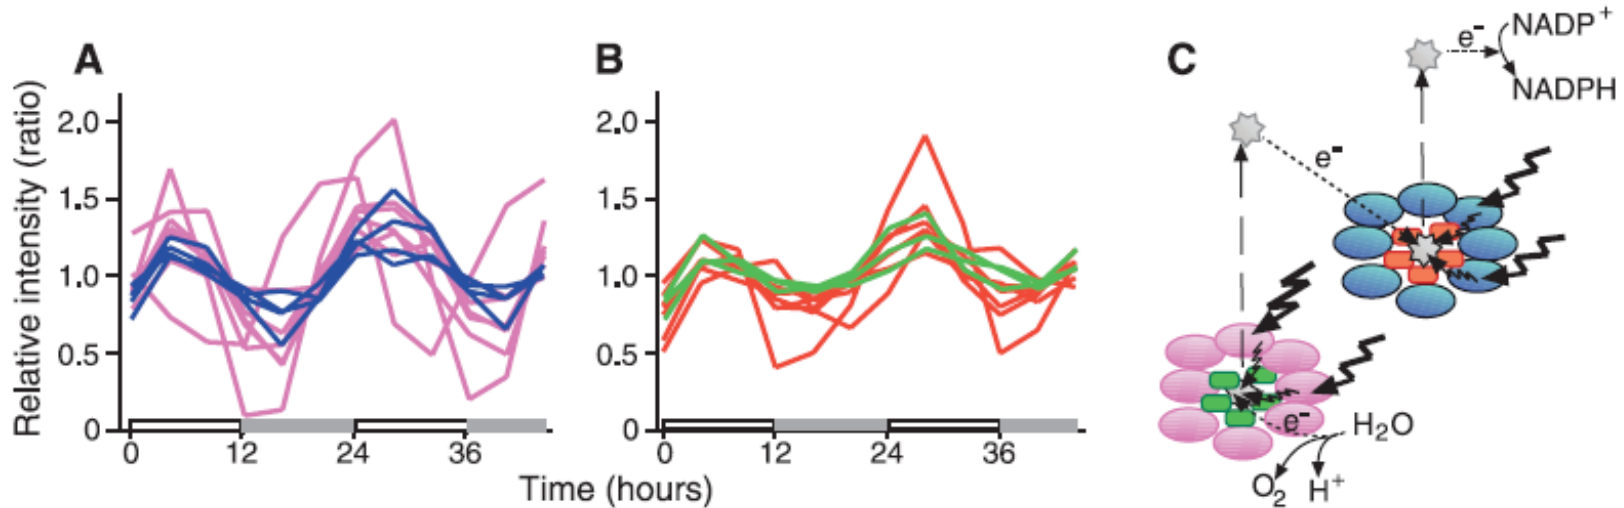 A
Relative intensity (ratio)
2.0
1.5
1.0
0.5
0
0
12
24
36
B
2.0
1.5
1.0
0.5
0
0
12
24
36
Time (hours)
C
e⁻
NADP⁺
NADPH
e⁻
e⁻
H₂O
O₂
H⁺